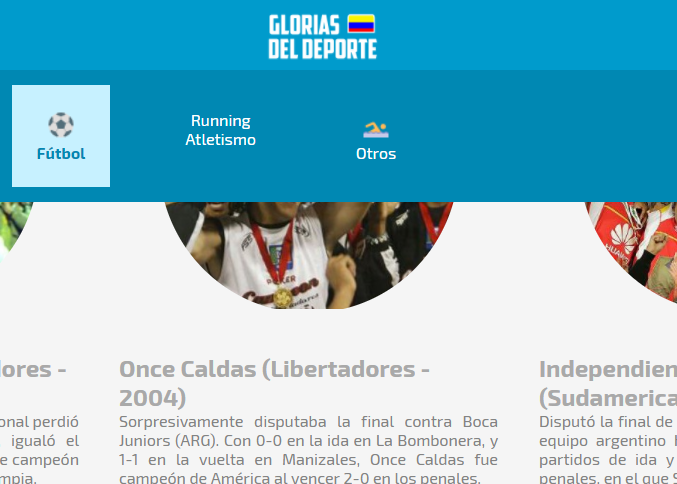 GLORIAS
DEL DEPORTE
Fútbol
Running
Atletismo
Otros
dores -
onal perdió
igualó el
e campeón
mpia.
Once Caldas (Libertadores -
2004)
Sorpresivamente disputaba la final contra Boca
Juniors (ARG). Con 0-0 en la ida en La Bombonera, y
1-1 en la vuelta en Manizales, Once Caldas fue
campeón de América al vencer 2-0 en los penales.
Independien
(Sudamerica
Disputó la final de
equipo argentino
partidos de ida y
penales, en el que
HUAWEI